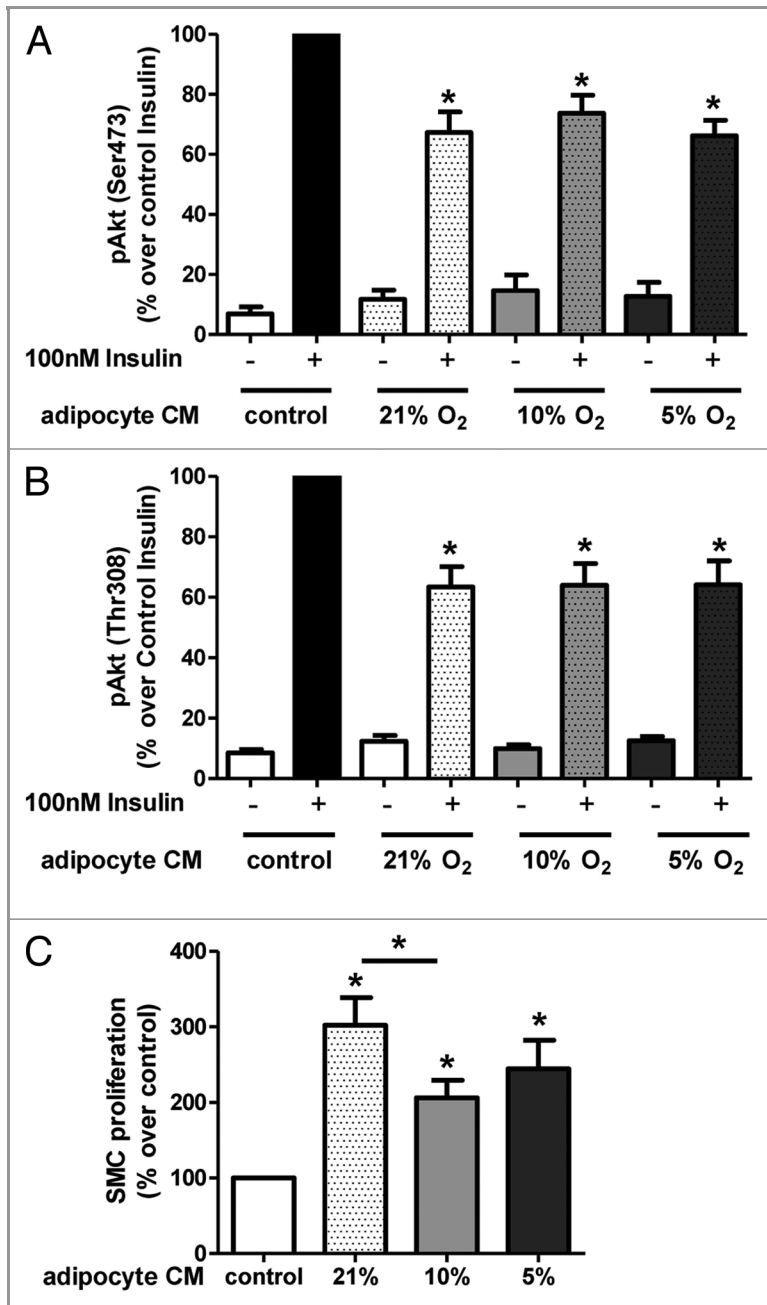 A
pAkt (Ser473)
(% over control Insulin)
100
80
60
40
20
0
* * *
100nM Insulin - + - + - + - +
adipocyte CM control 21% O₂ 10% O₂ 5% O₂
B
pAkt (Thr308)
(% over Control Insulin)
100
80
60
40
20
0
* * *
100nM Insulin - + - + - + - +
adipocyte CM control 21% O₂ 10% O₂ 5% O₂
C
SMC proliferation
(% over control)
400
300
200
100
0
*
* * *
adipocyte CM control 21% 10% 5%